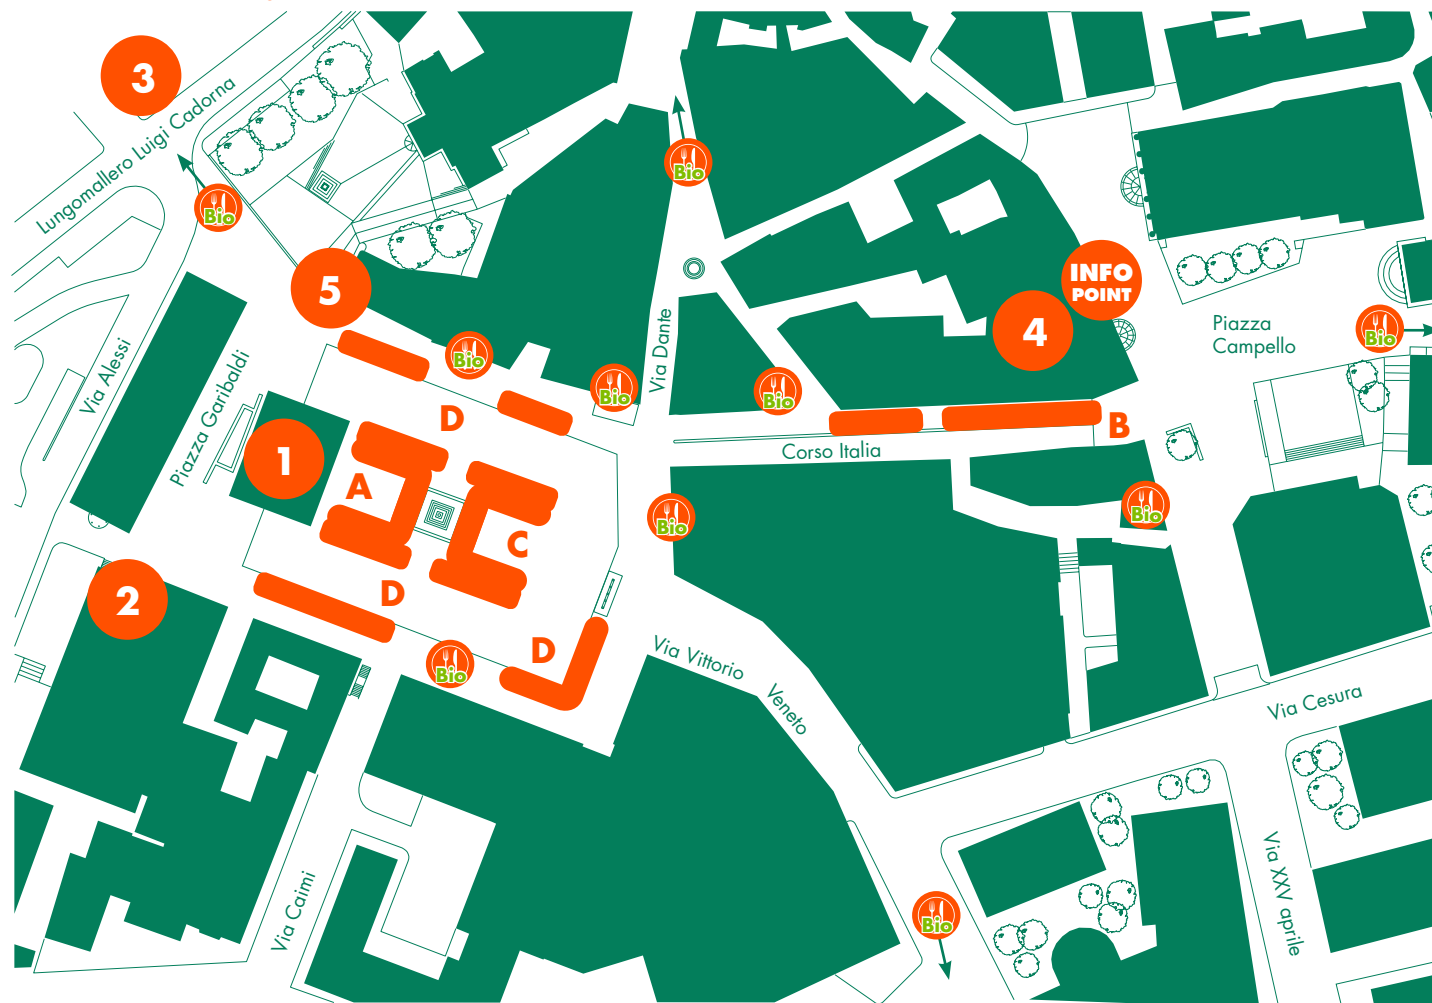 3
Lungomallero Luigi Cadorna
Bio
Bio
5
INFO
POINT
4
Piazza
Campello
Bio
Via Alessi
Piazza Garibaldi
Bio
Bio
Via Dante
Bio
D
B
Corso Italia
1
A
C
Bio
Bio
2
D
D
Bio
Via Vittorio
Veneto
Via Cesura
Via Caimi
Bio
Via XXV aprile